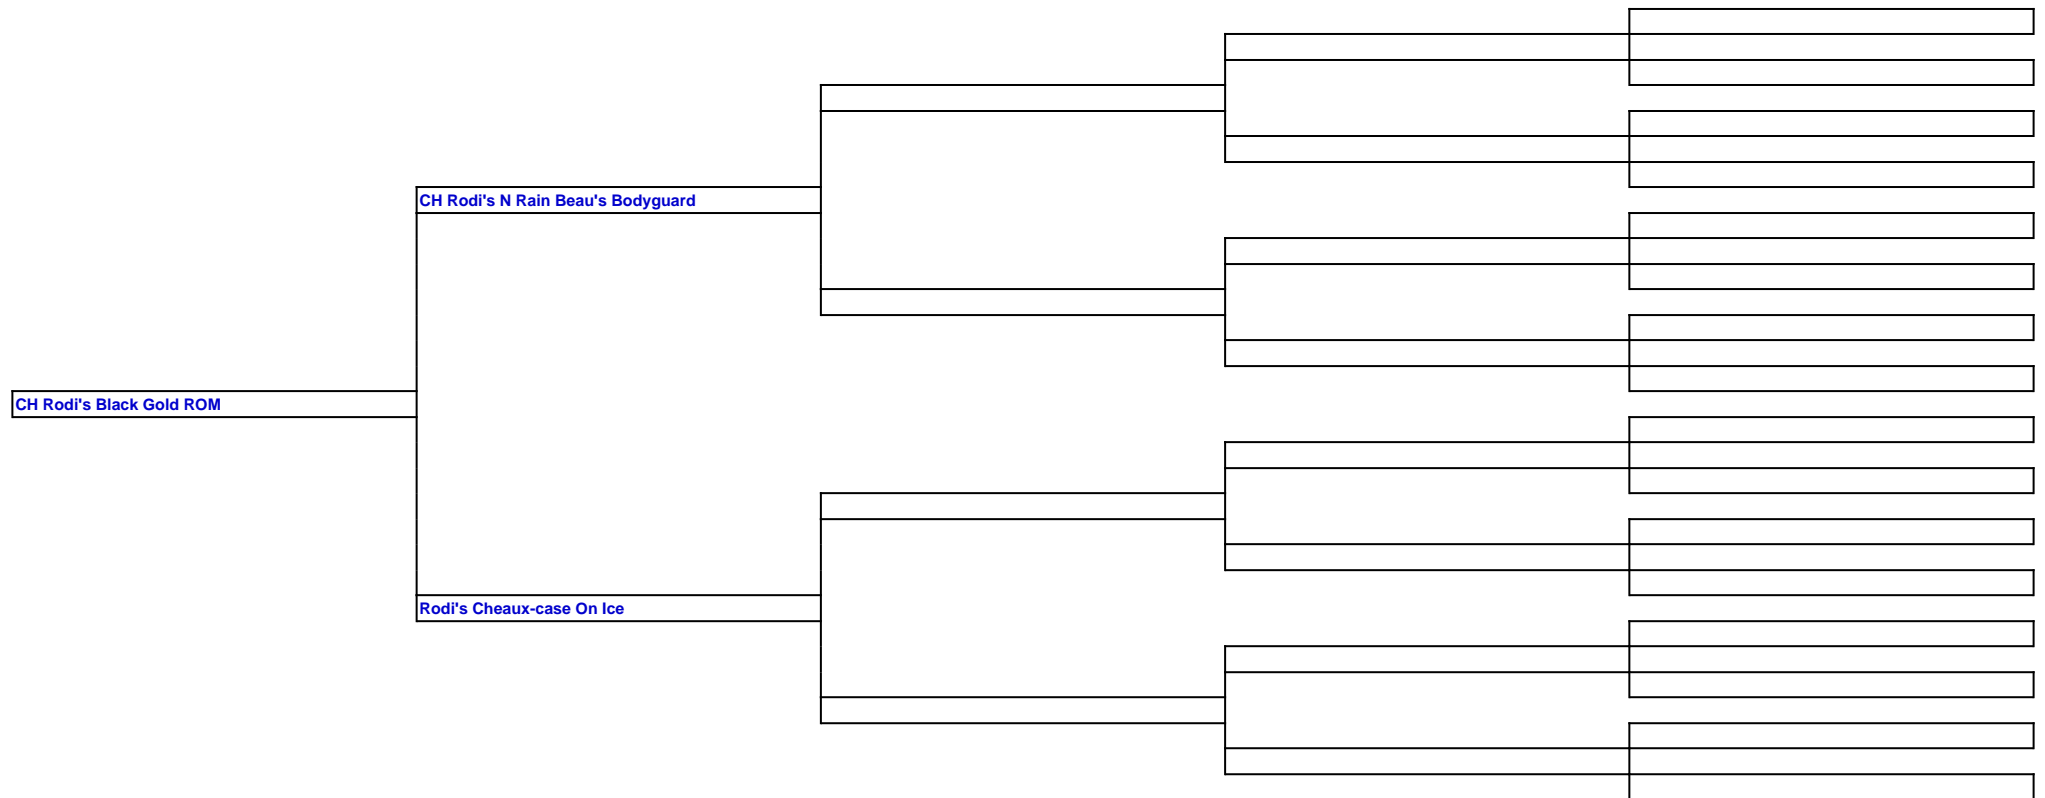 CH Rodi's N Rain Beau's Bodyguard
CH Rodi's Black Gold ROM
Rodi's Cheaux-case On Ice